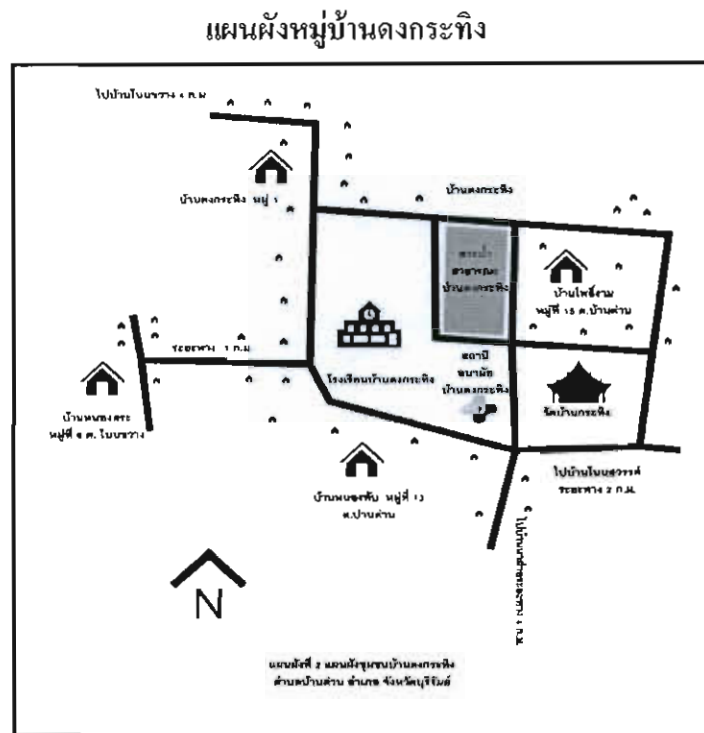 แผนผังหมู่บ้านดงกระทิง
ไปบ้านโนนขวาง 4 ก.ม
บ้านดงกระทิง หมู่ 1
บ้านดงกระทิง
สระน้ำ
สาธารณะ
บ้านดงกระทิง
บ้านโพธิ์งาม
หมู่ที่ 15 ต.บ้านด่าน
ระยะทาง 1 ก.ม
โรงเรียนบ้านดงกระทิง
สถานี
อนามัย
บ้านดงกระทิง
วัดบ้านกระทิง
บ้านหนองสระ
หมู่ที่ 6 ต. โนนขวาง
บ้านหนองทับ หมู่ที่ 13
ต.บ้านด่าน
ไปบ้านโนนสวรรค์
ระยะทาง 2 ก.ม.
N
แผนผังที่ 2 แผนผังชุมชนบ้านดงกระทิง
ตำบลบ้านด่าน อำเภอ จังหวัดบุรีรัมย์